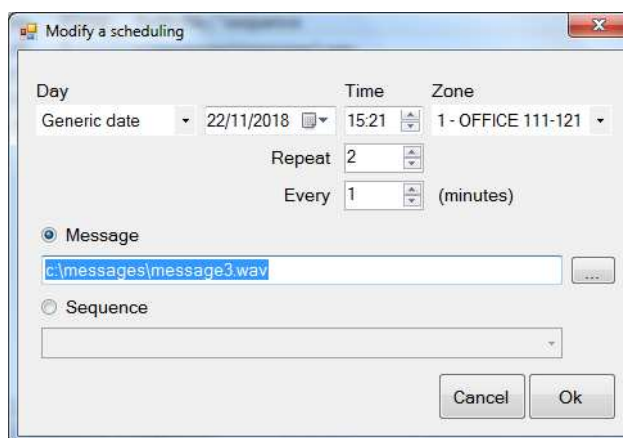 Modify a scheduling
Day Time Zone
Generic date 22/11/2018 15:21 1 - OFFICE 111-121
Repeat 2
Every 1 (minutes)
Message
c:\messages\message3.wav ...
Sequence
Cancel Ok